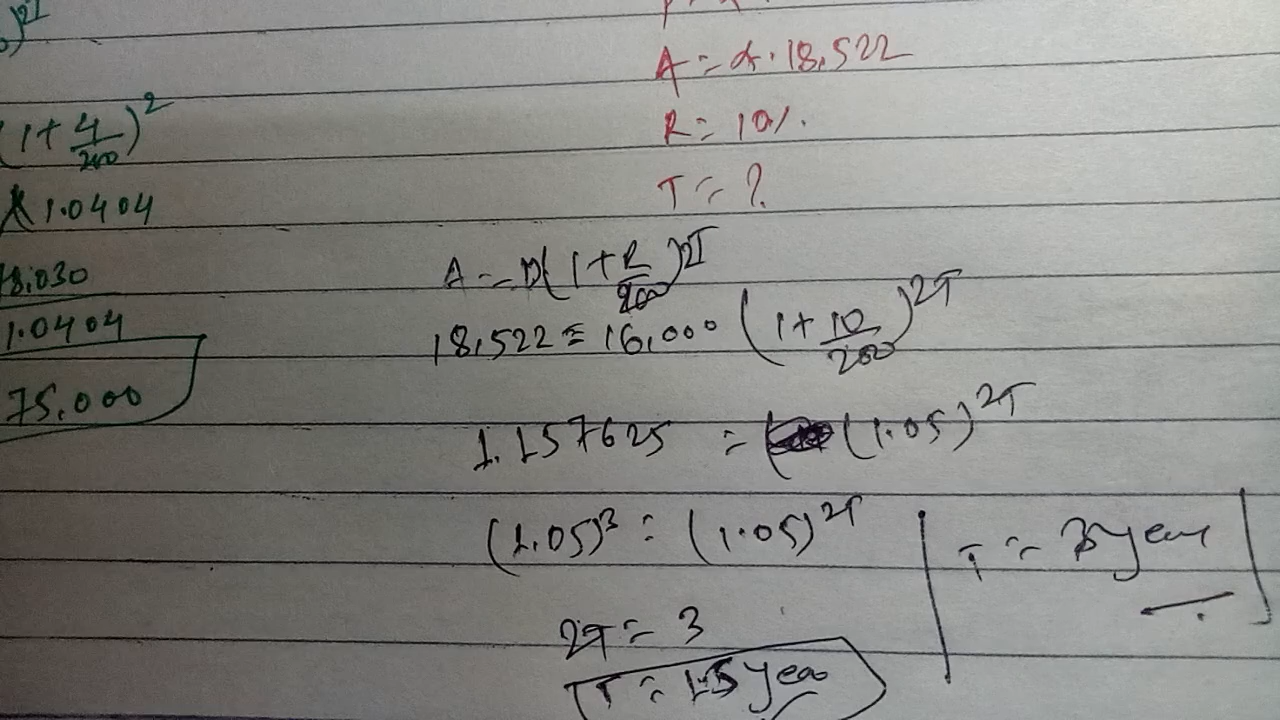 (1+4/200)²
1.0404
78,030
1.0404
75,000
A = Rs. 18,522
R = 10%
T = ?
A = P(1+R/200)2T
18,522 = 16,000 (1+10/200)2T
1.157625 = (1.05)2T
(1.05)³ = (1.05)2T
2T = 3
T = 1.5 year
T = year